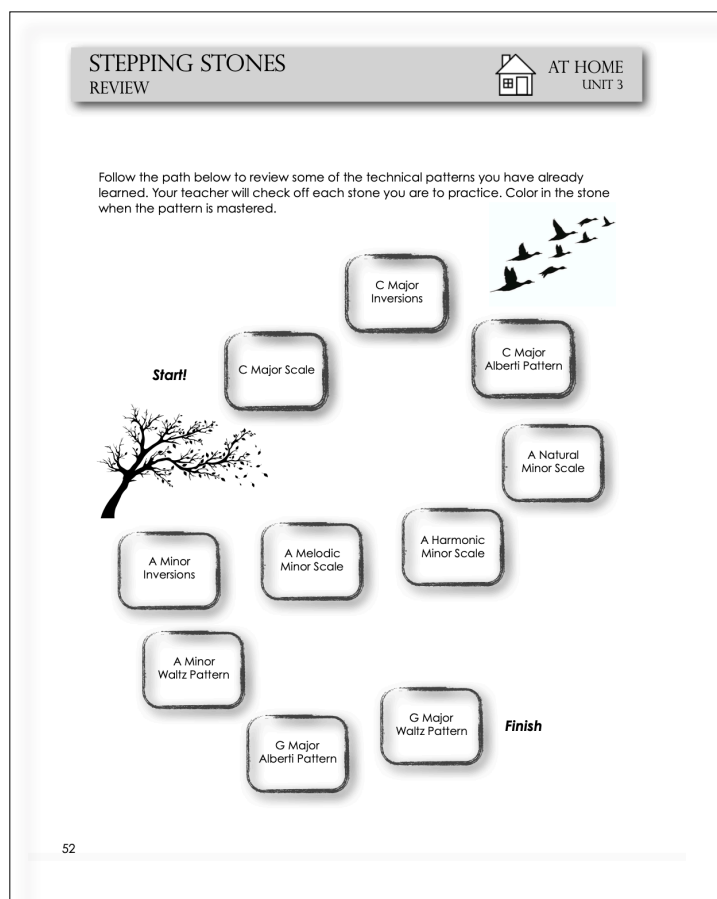 STEPPING STONES
REVIEW
AT HOME
UNIT 3
Follow the path below to review some of the technical patterns you have already
learned. Your teacher will check off each stone you are to practice. Color in the stone
when the pattern is mastered.
Start!
C Major Scale
C Major
Inversions
C Major
Alberti Pattern
A Natural
Minor Scale
A Harmonic
Minor Scale
A Melodic
Minor Scale
A Minor
Inversions
A Minor
Waltz Pattern
G Major
Alberti Pattern
G Major
Waltz Pattern
Finish
52